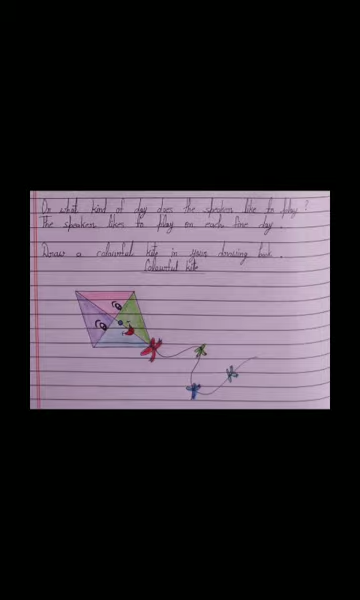 On what kind of day does the speaker like to play?
The speaker likes to play on each fine day.
Draw a colourful kite in your drawing book.
Colourful kite